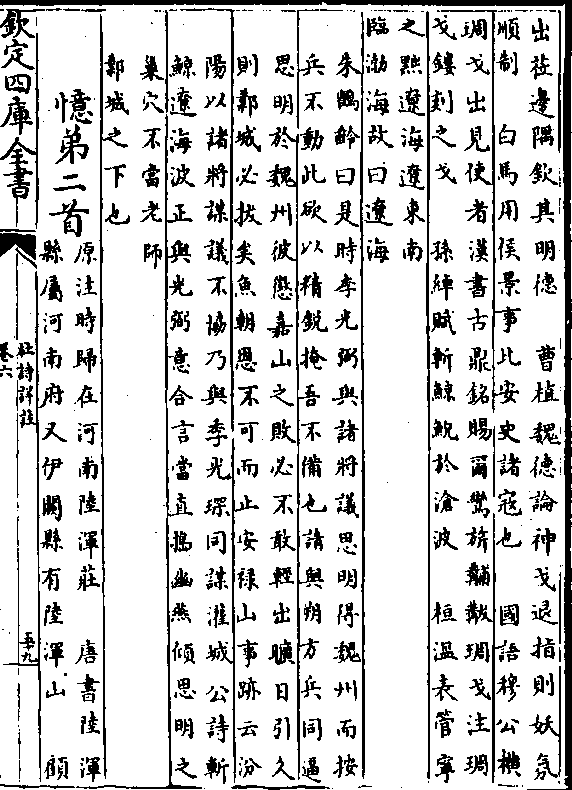 出莅邊隅欽其明德　曹植魏德論神戈退指則妖氛
順制　白馬用侯景事比安史諸冦也　國語穆公横
琱戈出見使者漢書古鼎銘賜爾鸞旂黼黻琱戈注琱
戈鏤刻之戈　孫綽賦斬鯨鯢於滄波　桓温表管寧
之黙遼海遼東南
臨渤海故曰遼海
朱鶴齡曰是時李光弼與諸將議思明得魏州而按
兵不動此欲以精鋭掩吾不備也請與朔方兵同逼
思明於魏州彼懲嘉山之敗必不敢輕出曠日引久
則鄴城必拔矣魚朝恩不可而止安禄山事跡云汾
陽以諸將謀議不協乃與季光琛同謀灌城公詩斬
鯨遼海波正與光弼意合言當直搗幽燕傾思明之
巢穴不當老師
鄴城之下也
憶弟二首
原注時歸在河南陸渾莊　唐書陸渾
縣屬河南府又伊闕縣有陸渾山　顧
欽定四庫全書
杜詩詳註
卷六
五九